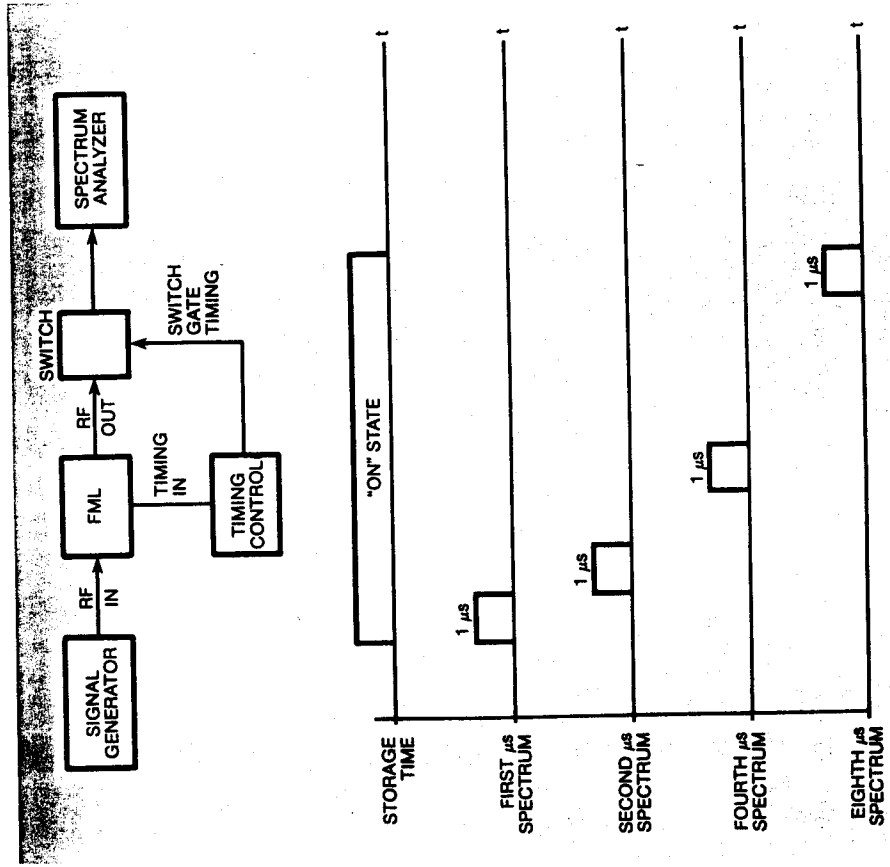 SIGNAL
GENERATOR
RF
IN
FML
RF
OUT
SWITCH
SPECTRUM
ANALYZER
TIMING
IN
TIMING
CONTROL
SWITCH
GATE
TIMING
STORAGE
TIME
"ON" STATE
t
FIRST μs
SPECTRUM
1 μs
t
SECOND μs
SPECTRUM
1 μs
t
FOURTH μs
SPECTRUM
1 μs
t
EIGHTH μs
SPECTRUM
1 μs
t